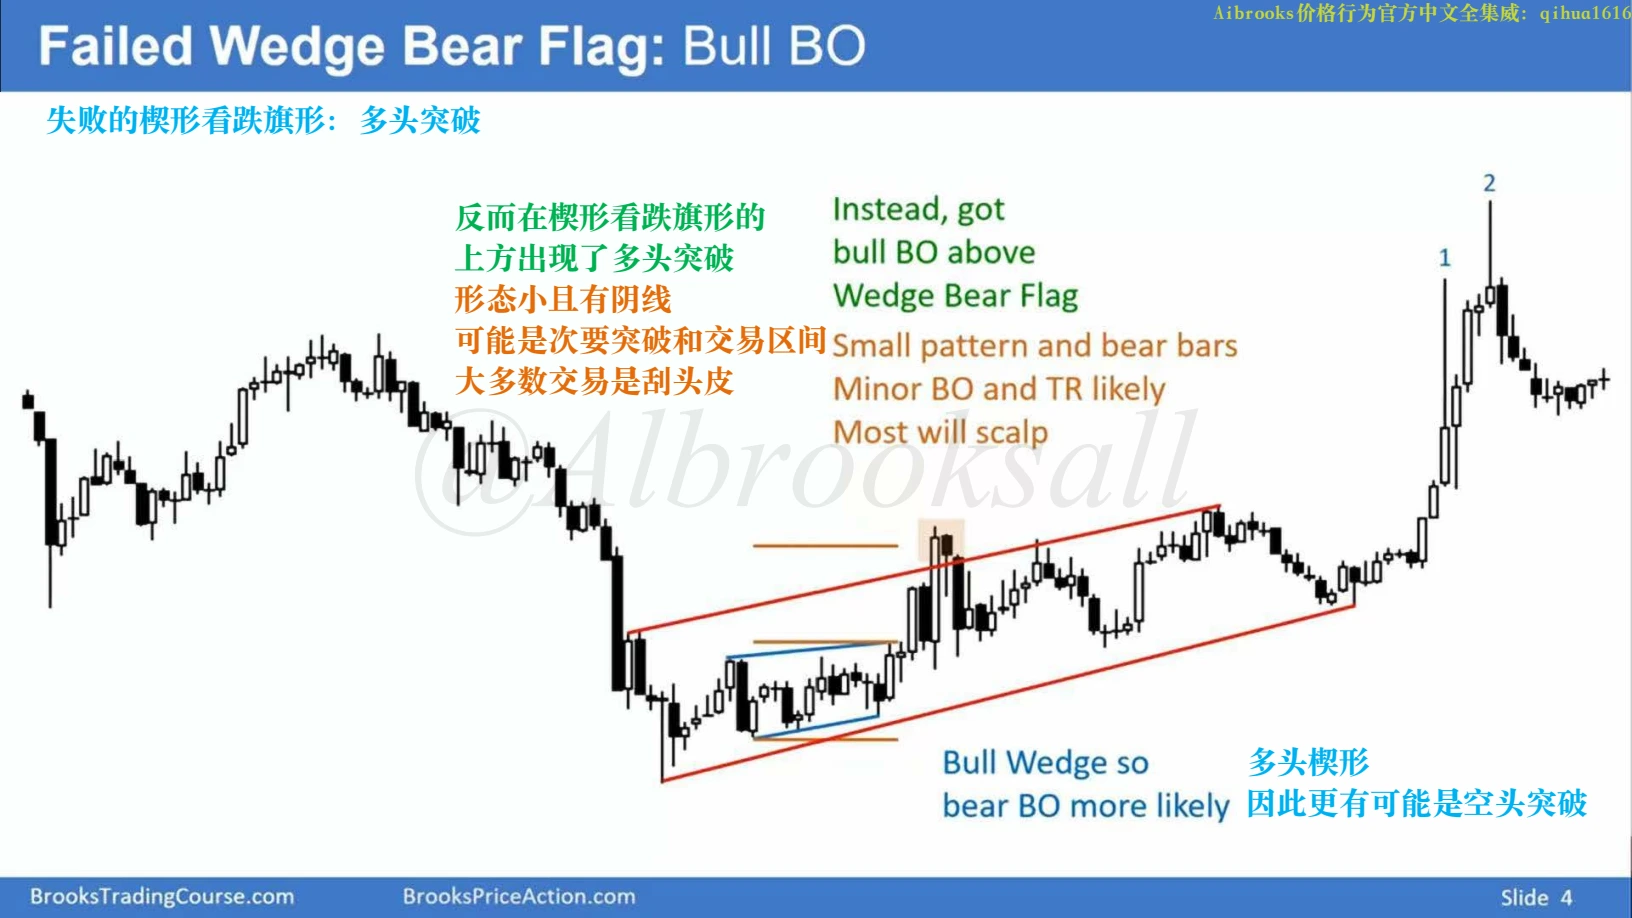 Aibrooks价格行为官方中文全集威：qihua1616
Failed Wedge Bear Flag: Bull BO
失败的楔形看跌旗形：多头突破
反而在楔形看跌旗形的
上方出现了多头突破
形态小且有阴线
可能是次要突破和交易区间
大多数交易是刮头皮
Instead, got
bull BO above
Wedge Bear Flag
Small pattern and bear bars
Minor BO and TR likely
Most will scalp
@Albrooksall
1
2
Bull Wedge so
bear BO more likely
多头楔形
因此更有可能是空头突破
BrooksTradingCourse.com
BrooksPriceAction.com
Slide 4